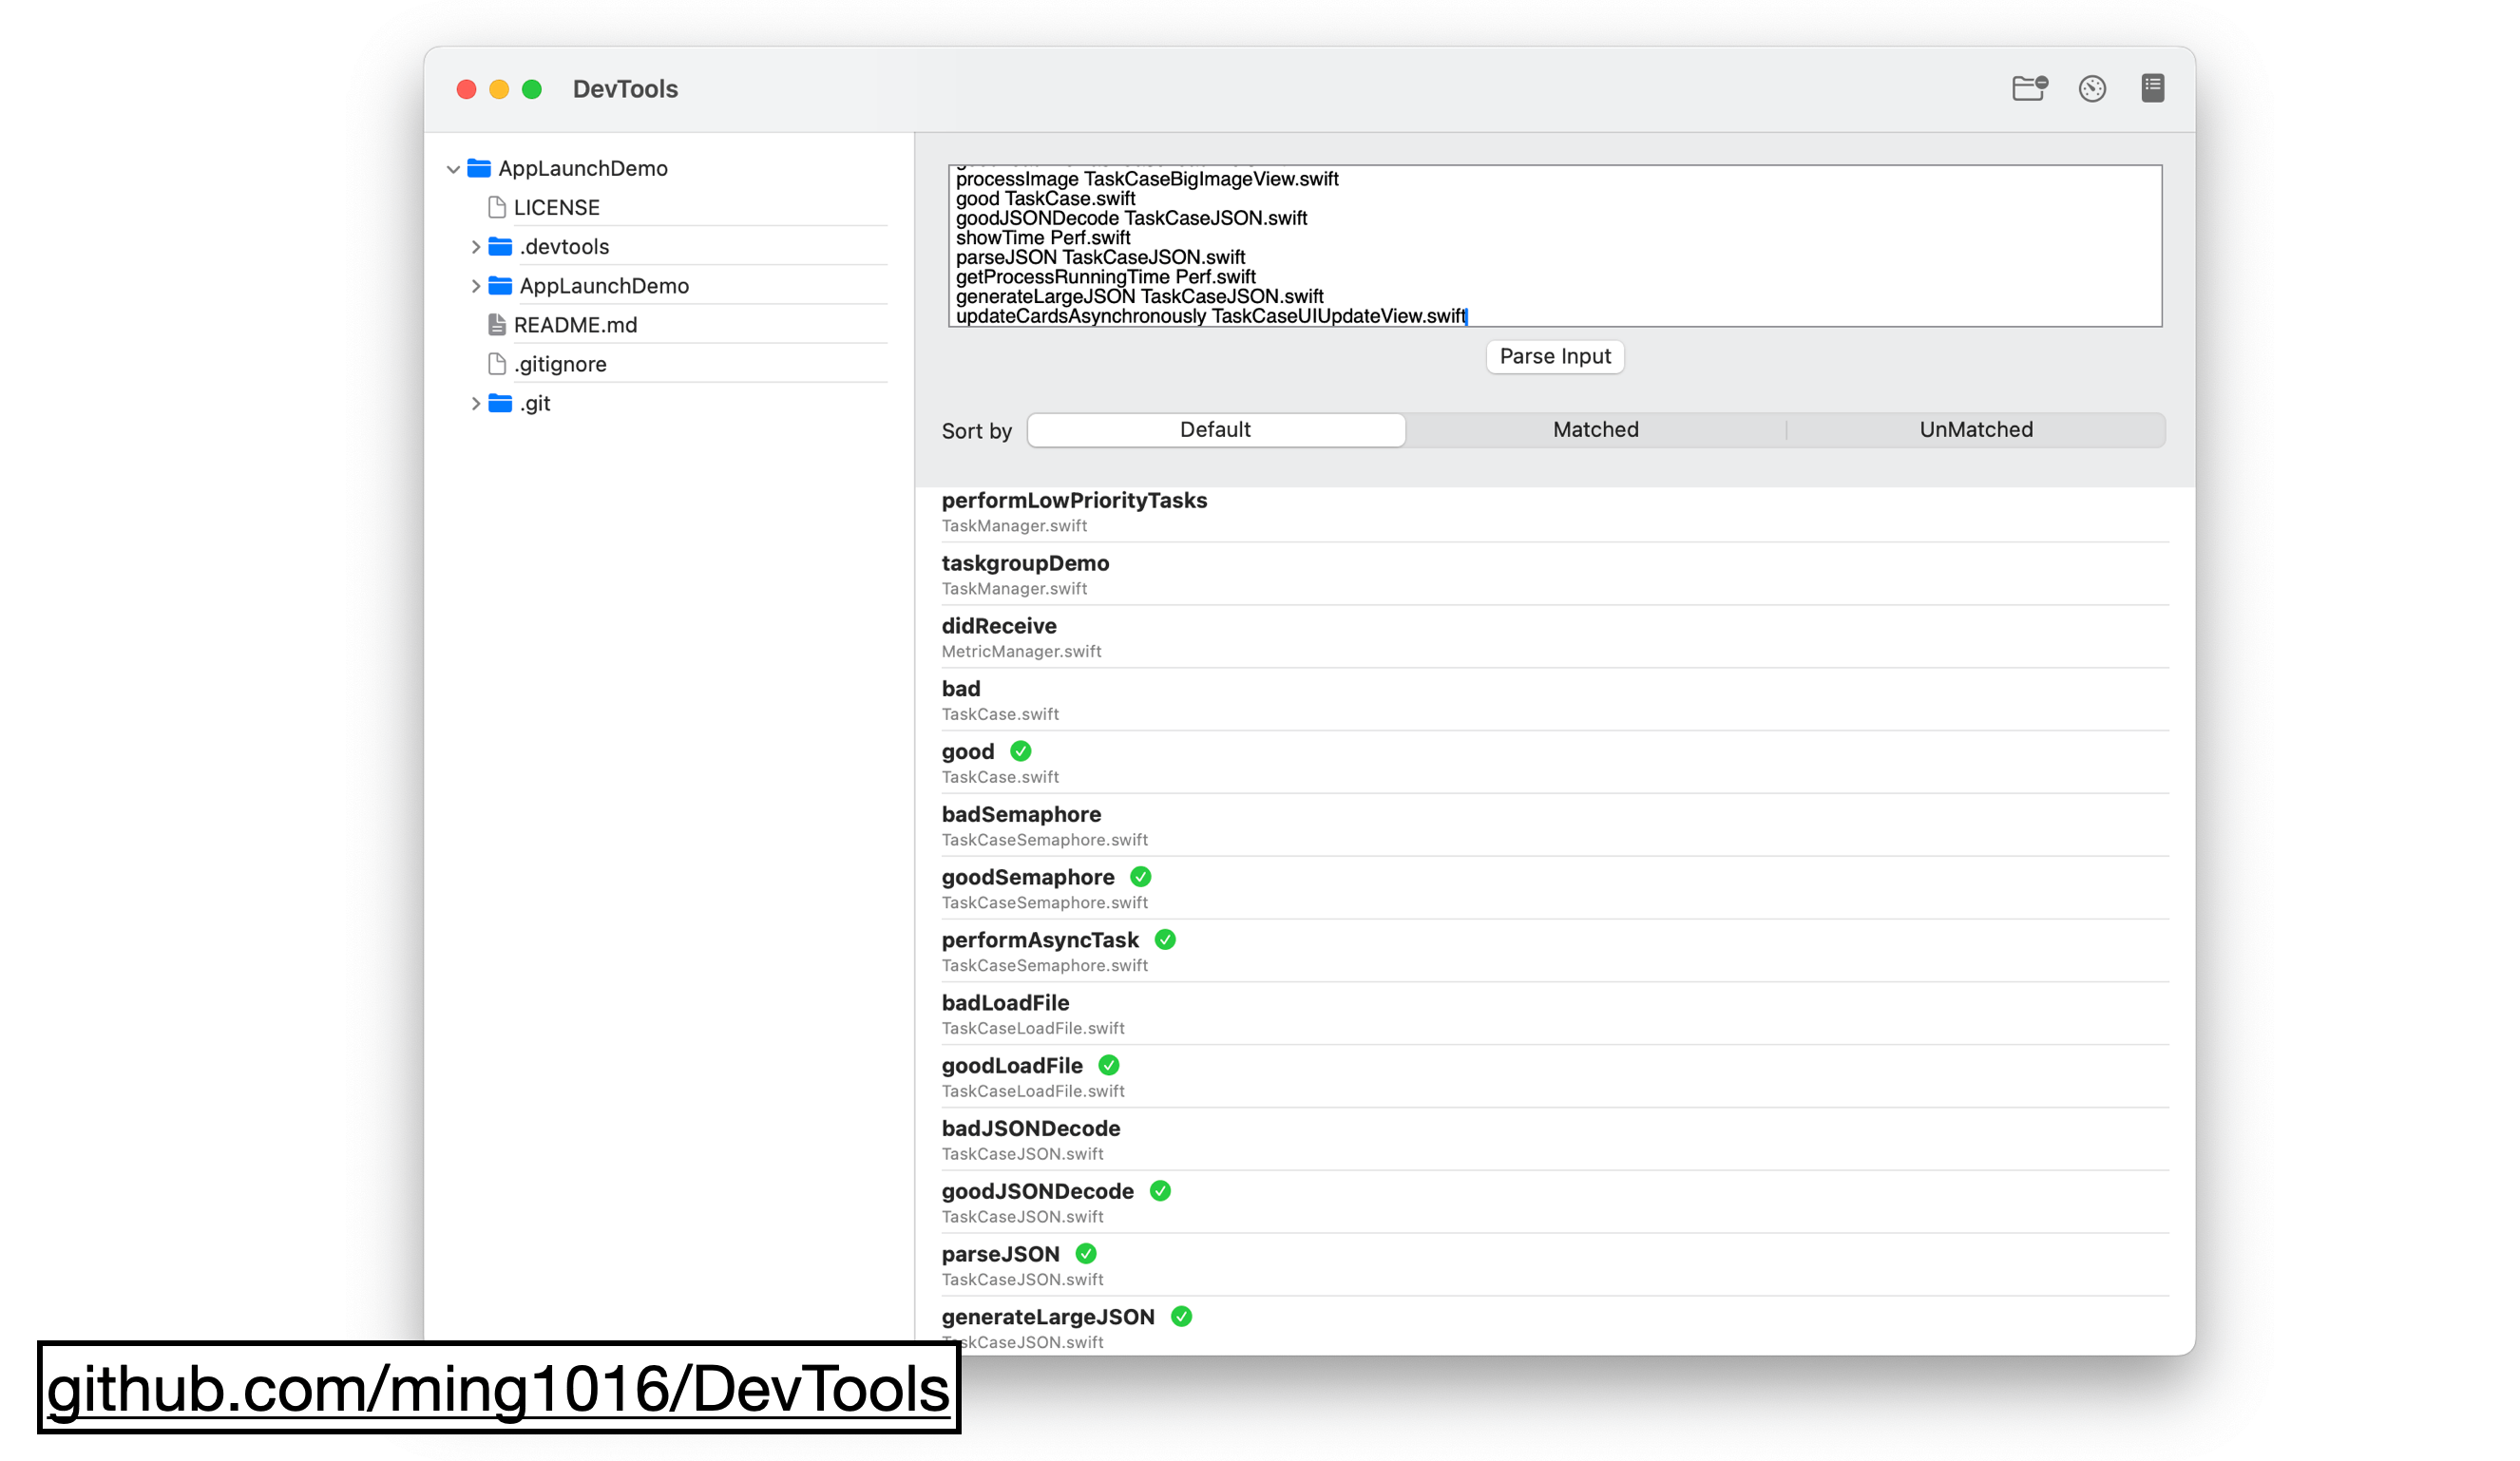 DevTools
AppLaunchDemo
LICENSE
.devtools
AppLaunchDemo
README.md
.gitignore
.git
processImage TaskCaseBigImageView.swift
good TaskCase.swift
goodJSONDecode TaskCaseJSON.swift
showTime Perf.swift
parseJSON TaskCaseJSON.swift
getProcessRunningTime Perf.swift
generateLargeJSON TaskCaseJSON.swift
updateCardsAsynchronously TaskCaseUIUpdateView.swift
Parse Input
Sort by Default Matched UnMatched
performLowPriorityTasks
TaskManager.swift
taskgroupDemo
TaskManager.swift
didReceive
MetricManager.swift
bad
TaskCase.swift
good
TaskCase.swift
badSemaphore
TaskCaseSemaphore.swift
goodSemaphore
TaskCaseSemaphore.swift
performAsyncTask
TaskCaseSemaphore.swift
badLoadFile
TaskCaseLoadFile.swift
goodLoadFile
TaskCaseLoadFile.swift
badJSONDecode
TaskCaseJSON.swift
goodJSONDecode
TaskCaseJSON.swift
parseJSON
TaskCaseJSON.swift
generateLargeJSON
TaskCaseJSON.swift
github.com/ming1016/DevTools